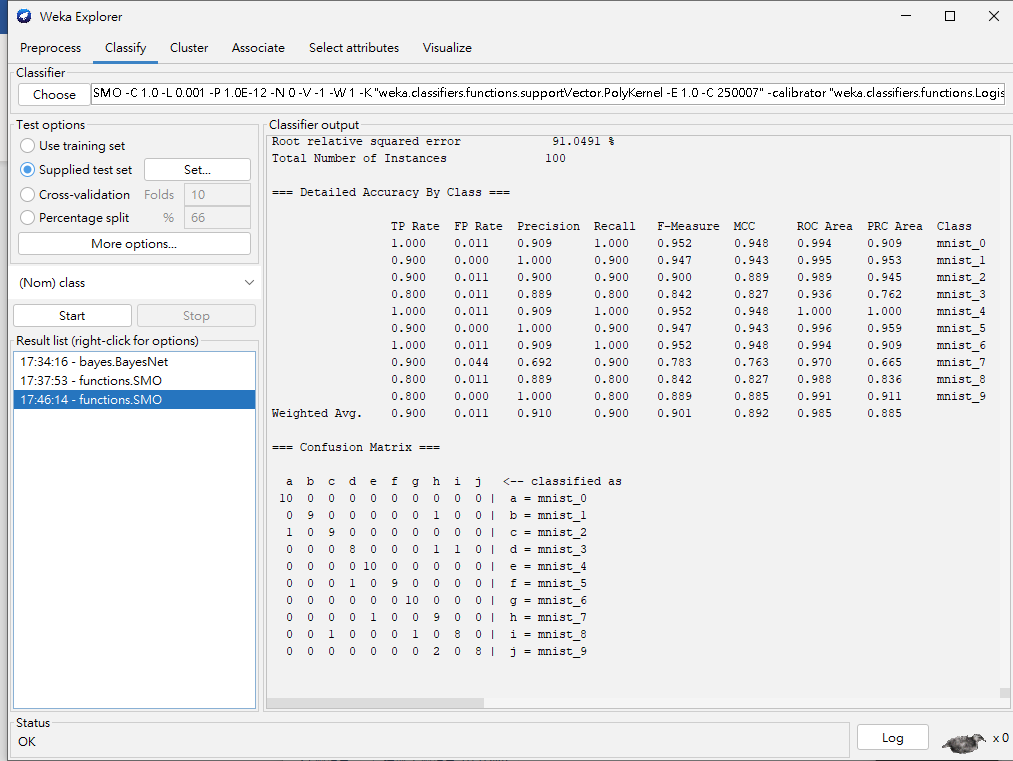 Weka Explorer
Preprocess Classify Cluster Associate Select attributes Visualize
Classifier
Choose SMO -C 1.0 -L 0.001 -P 1.0E-12 -N 0 -V -1 -W 1 -K "weka.classifiers.functions.supportVector.PolyKernel -E 1.0 -C 250007" -calibrator "weka.classifiers.functions.Logis
Test options
Use training set
Supplied test set Set...
Cross-validation Folds 10
Percentage split % 66
More options...
(Nom) class
Start Stop
Result list (right-click for options)
17:34:16 - bayes.BayesNet
17:37:53 - functions.SMO
17:46:14 - functions.SMO
Classifier output
Root relative squared error 91.0491 %
Total Number of Instances 100
=== Detailed Accuracy By Class ===
TP Rate FP Rate Precision Recall F-Measure MCC ROC Area PRC Area Class
1.000 0.011 0.909 1.000 0.952 0.948 0.994 0.909 mnist_0
0.900 0.000 1.000 0.900 0.947 0.943 0.995 0.953 mnist_1
0.900 0.011 0.900 0.900 0.900 0.889 0.989 0.945 mnist_2
0.800 0.011 0.889 0.800 0.842 0.827 0.936 0.762 mnist_3
1.000 0.011 0.909 1.000 0.952 0.948 1.000 1.000 mnist_4
0.900 0.000 1.000 0.900 0.947 0.943 0.996 0.959 mnist_5
1.000 0.011 0.909 1.000 0.952 0.948 0.994 0.909 mnist_6
0.900 0.044 0.692 0.900 0.783 0.763 0.970 0.665 mnist_7
0.800 0.011 0.889 0.800 0.842 0.827 0.988 0.836 mnist_8
0.800 0.000 1.000 0.800 0.889 0.885 0.991 0.911 mnist_9
Weighted Avg. 0.900 0.011 0.910 0.900 0.901 0.892 0.985 0.885
=== Confusion Matrix ===
a b c d e f g h i j <-- classified as
10 0 0 0 0 0 0 0 0 0 | a = mnist_0
0 9 0 0 0 0 0 1 0 0 | b = mnist_1
1 0 9 0 0 0 0 0 0 0 | c = mnist_2
0 0 0 8 0 0 0 1 1 0 | d = mnist_3
0 0 0 0 10 0 0 0 0 0 | e = mnist_4
0 0 0 1 0 9 0 0 0 0 | f = mnist_5
0 0 0 0 0 0 10 0 0 0 | g = mnist_6
0 0 0 0 1 0 0 9 0 0 | h = mnist_7
0 0 1 0 0 0 1 0 8 0 | i = mnist_8
0 0 0 0 0 0 0 2 0 8 | j = mnist_9
Status
OK
Log x 0